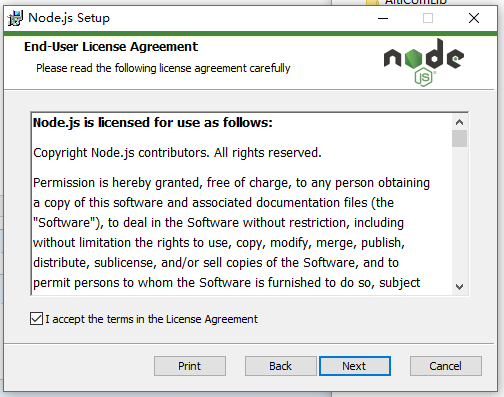 AltiComLib
Node.js Setup
End-User License Agreement
Please read the following license agreement carefully
node
JS
Node.js is licensed for use as follows:
Copyright Node.js contributors. All rights reserved.
Permission is hereby granted, free of charge, to any person obtaining
a copy of this software and associated documentation files (the
"Software"), to deal in the Software without restriction, including
without limitation the rights to use, copy, modify, merge, publish,
distribute, sublicense, and/or sell copies of the Software, and to
permit persons to whom the Software is furnished to do so, subject
I accept the terms in the License Agreement
Print
Back
Next
Cancel